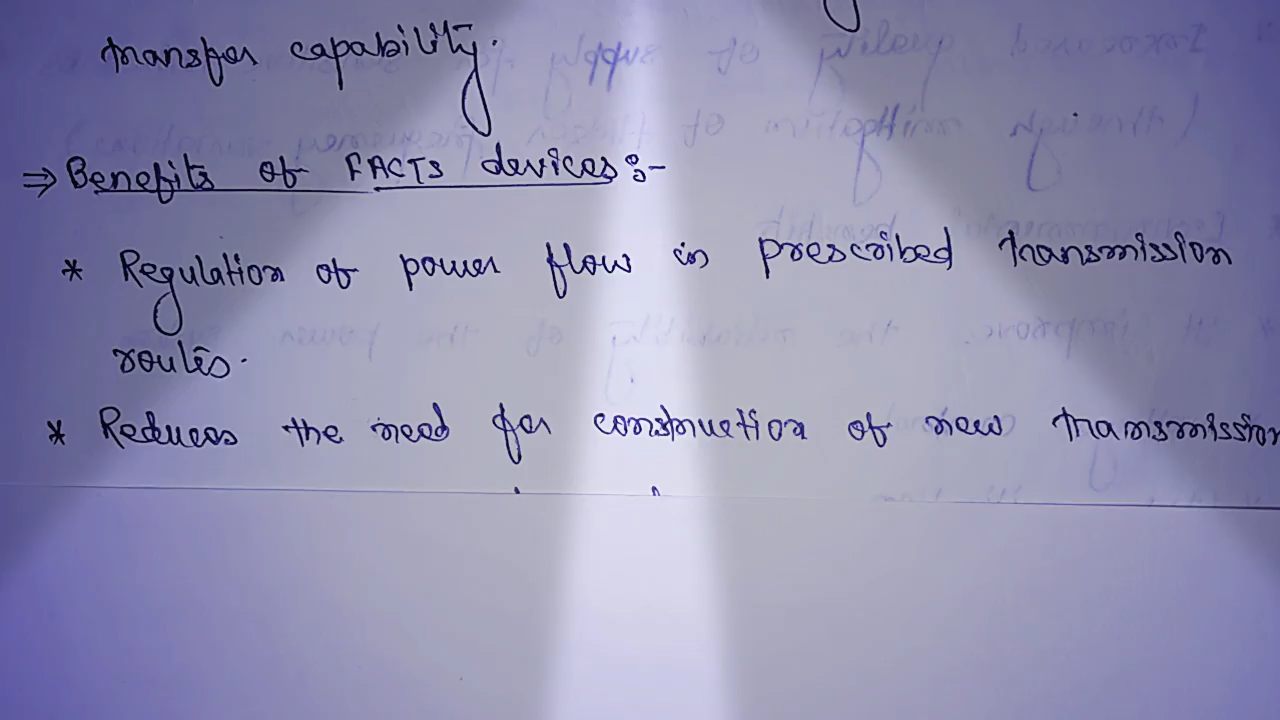 transfer capability.
⇒ Benefits of FACTS devices :-
* Regulation of power flow in prescribed transmission
routes.
* Reduces the need for construction of new transmission